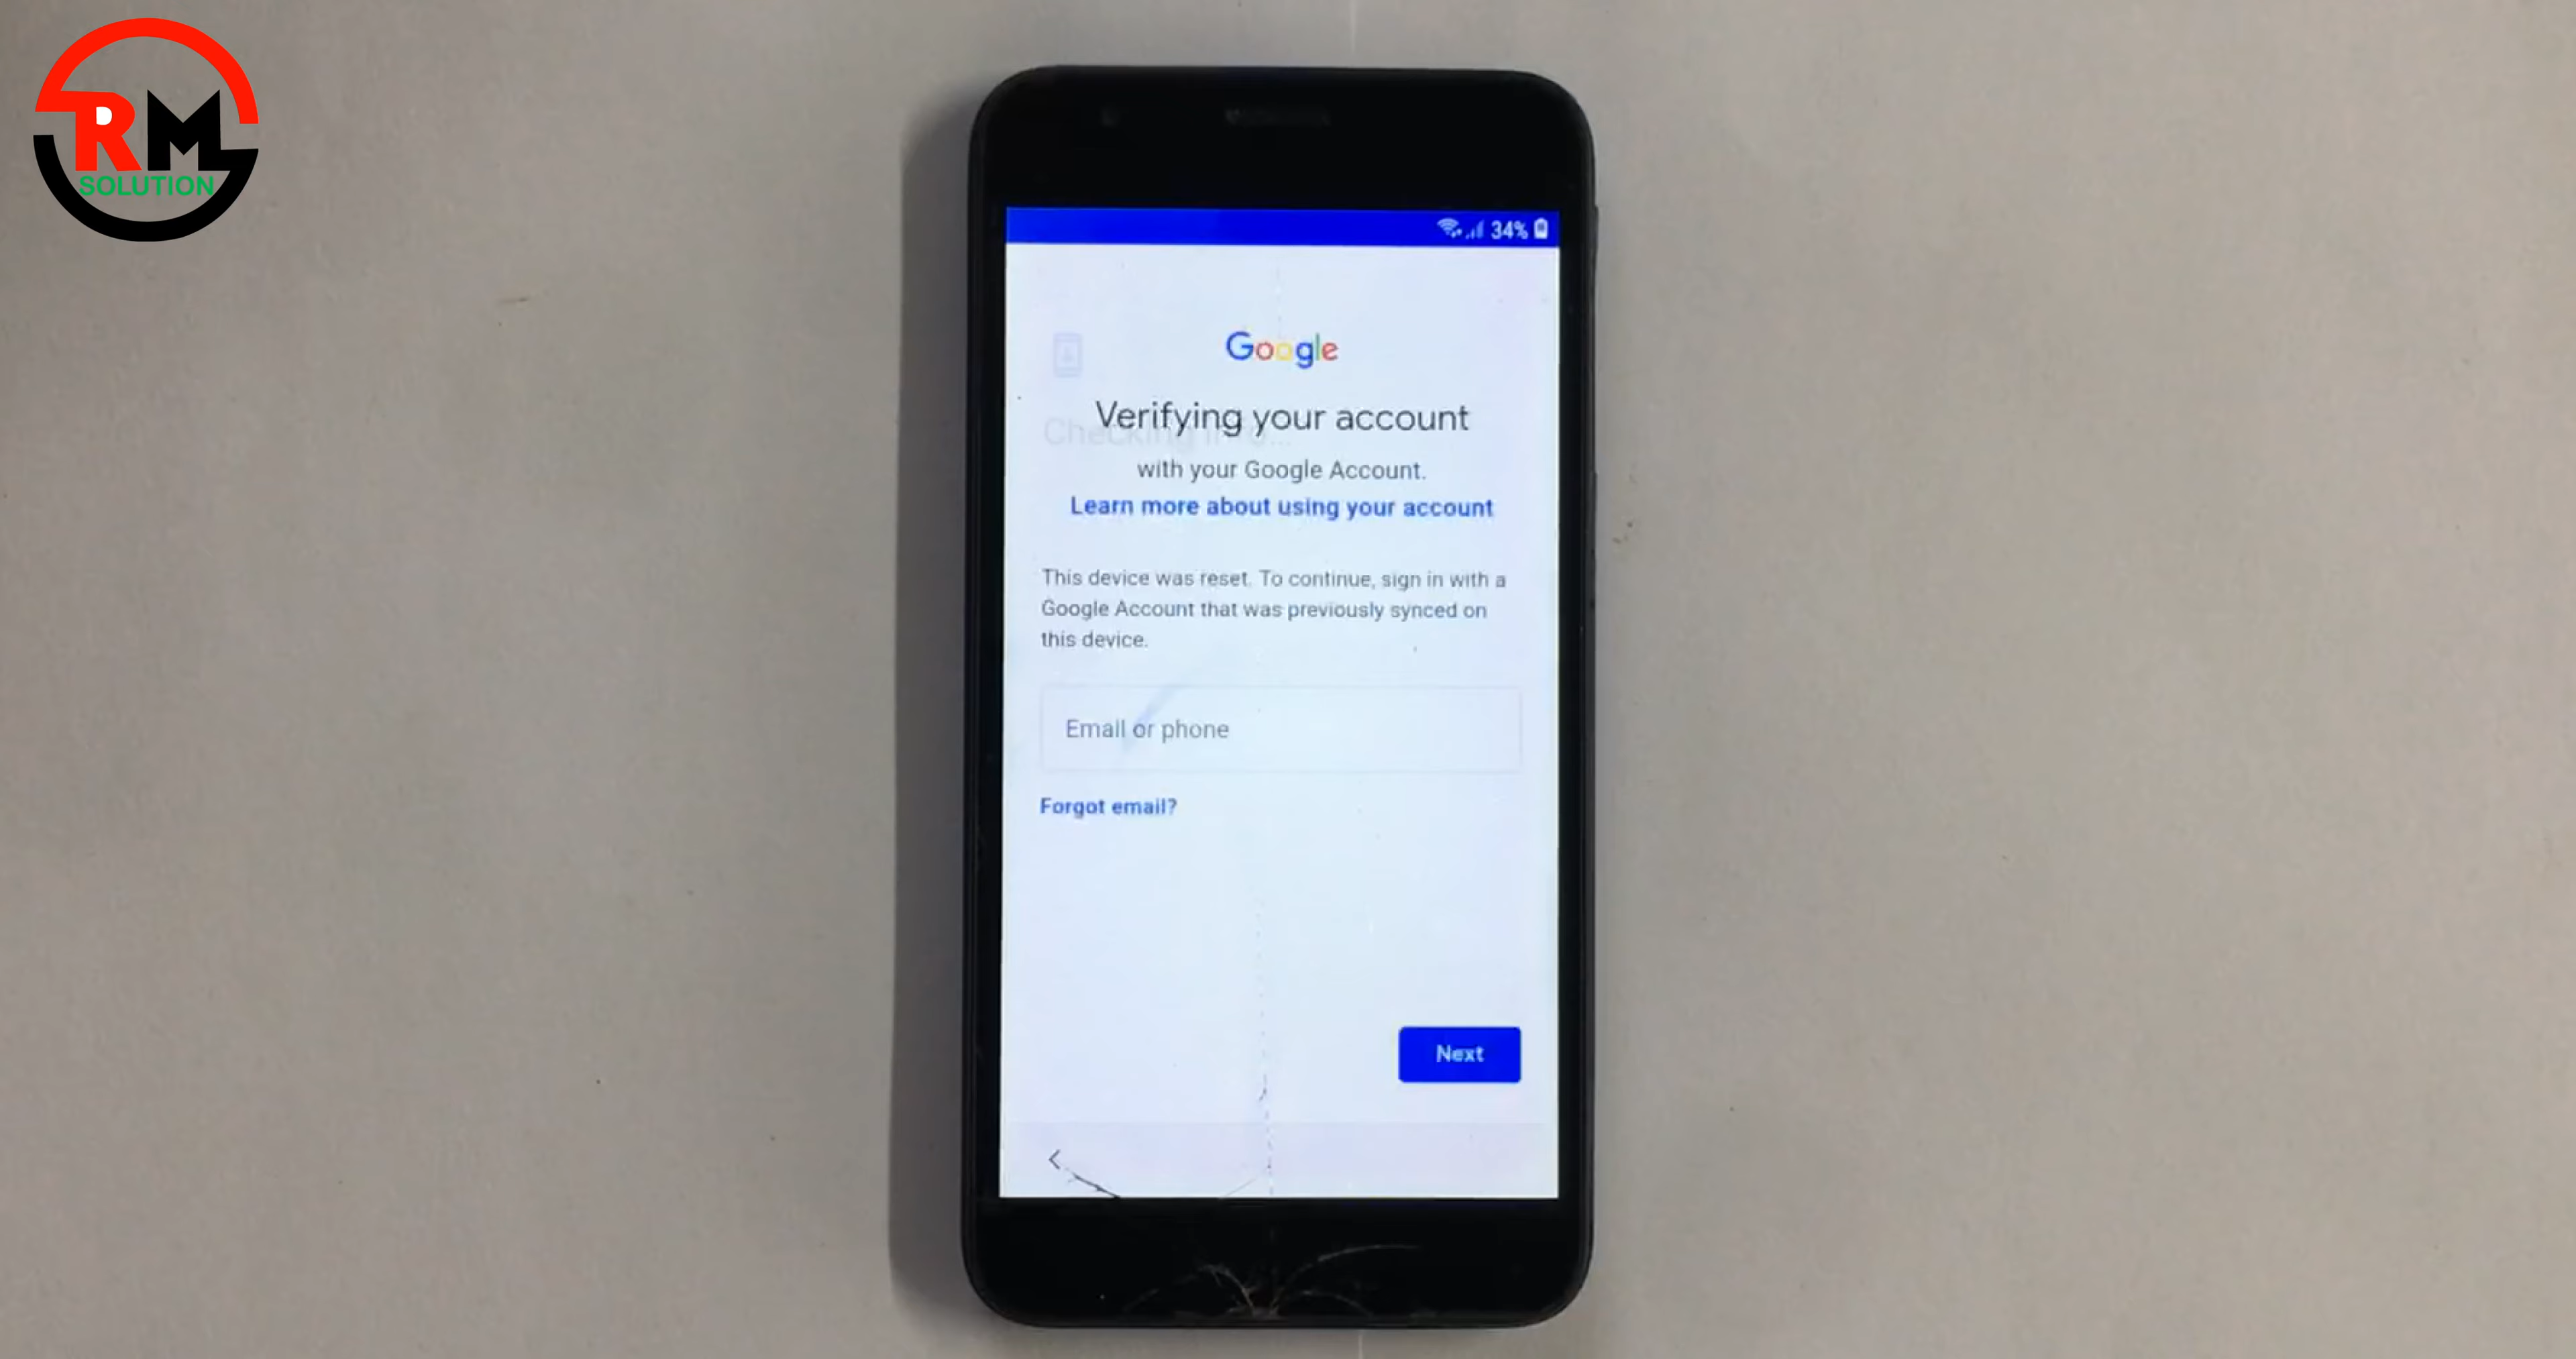 RM
SOLUTION
34%
Google
Verifying your account
Checking info...
with your Google Account.
Learn more about using your account
This device was reset. To continue, sign in with a
Google Account that was previously synced on
this device.
Email or phone
Forgot email?
Next